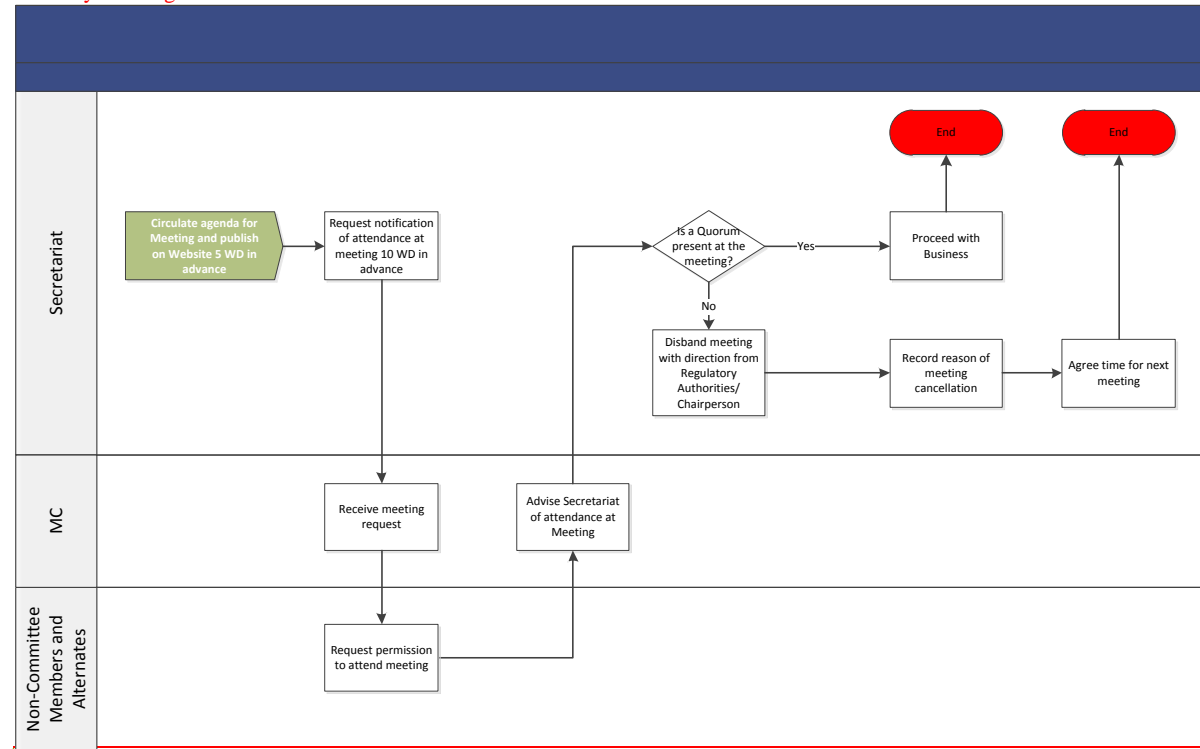 Secretariat
Circulate agenda for
Meeting and publish
on Website 5 WD in
advance
Request notification
of attendance at
meeting 10 WD in
advance
Is a Quorum
present at the
meeting?
Yes
No
Proceed with
Business
End
End
Disband meeting
with direction from
Regulatory
Authorities/
Chairperson
Record reason of
meeting
cancellation
Agree time for next
meeting
MC
Receive meeting
request
Advise Secretariat
of attendance at
Meeting
Non-Committee
Members and
Alternates
Request permission
to attend meeting